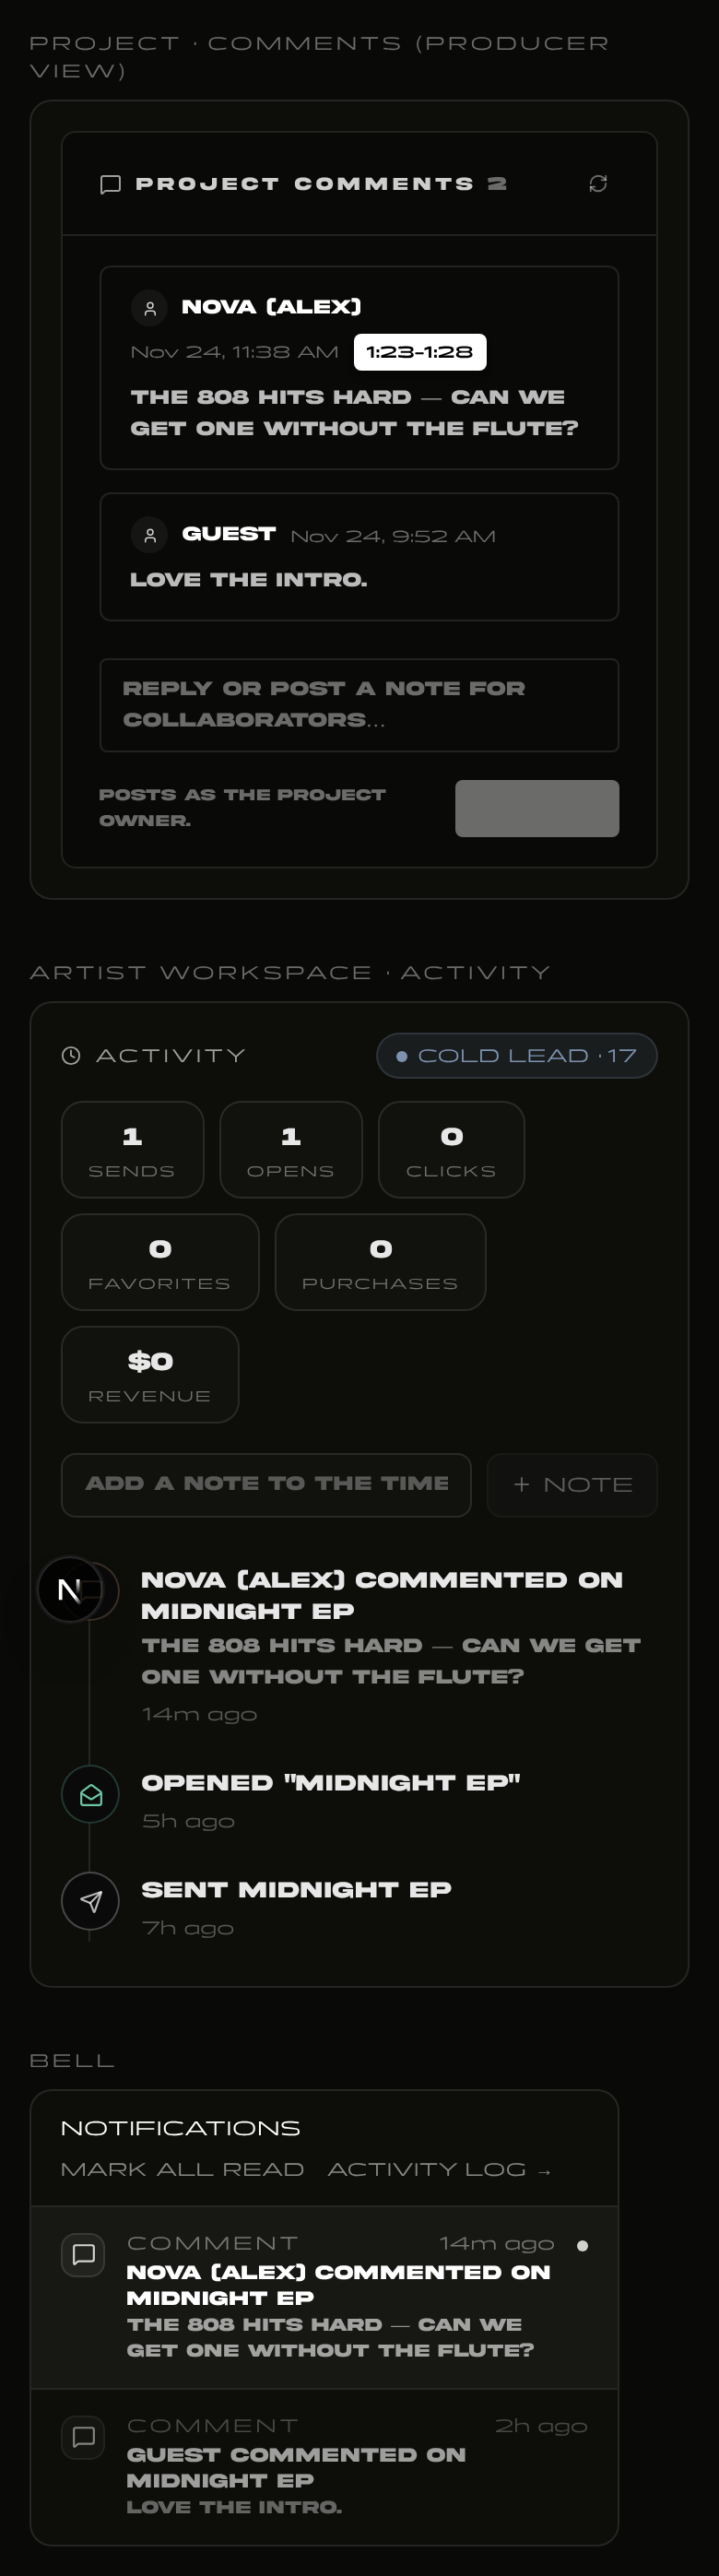 PROJECT · COMMENTS (PRODUCER
VIEW)
PROJECT COMMENTS 2
NOVA (ALEX)
Nov 24, 11:38 AM 1:23-1:28
THE 808 HITS HARD — CAN WE
GET ONE WITHOUT THE FLUTE?
GUEST Nov 24, 9:52 AM
LOVE THE INTRO.
REPLY OR POST A NOTE FOR
COLLABORATORS...
POSTS AS THE PROJECT
OWNER.
ARTIST WORKSPACE · ACTIVITY
ACTIVITY
COLD LEAD · 17
1
SENDS
1
OPENS
0
CLICKS
0
FAVORITES
0
PURCHASES
$0
REVENUE
ADD A NOTE TO THE TIME
+ NOTE
N
NOVA (ALEX) COMMENTED ON
MIDNIGHT EP
THE 808 HITS HARD — CAN WE GET
ONE WITHOUT THE FLUTE?
14m ago
OPENED "MIDNIGHT EP"
5h ago
SENT MIDNIGHT EP
7h ago
BELL
NOTIFICATIONS
MARK ALL READ ACTIVITY LOG →
COMMENT 14m ago
NOVA (ALEX) COMMENTED ON
MIDNIGHT EP
THE 808 HITS HARD — CAN WE
GET ONE WITHOUT THE FLUTE?
COMMENT 2h ago
GUEST COMMENTED ON
MIDNIGHT EP
LOVE THE INTRO.